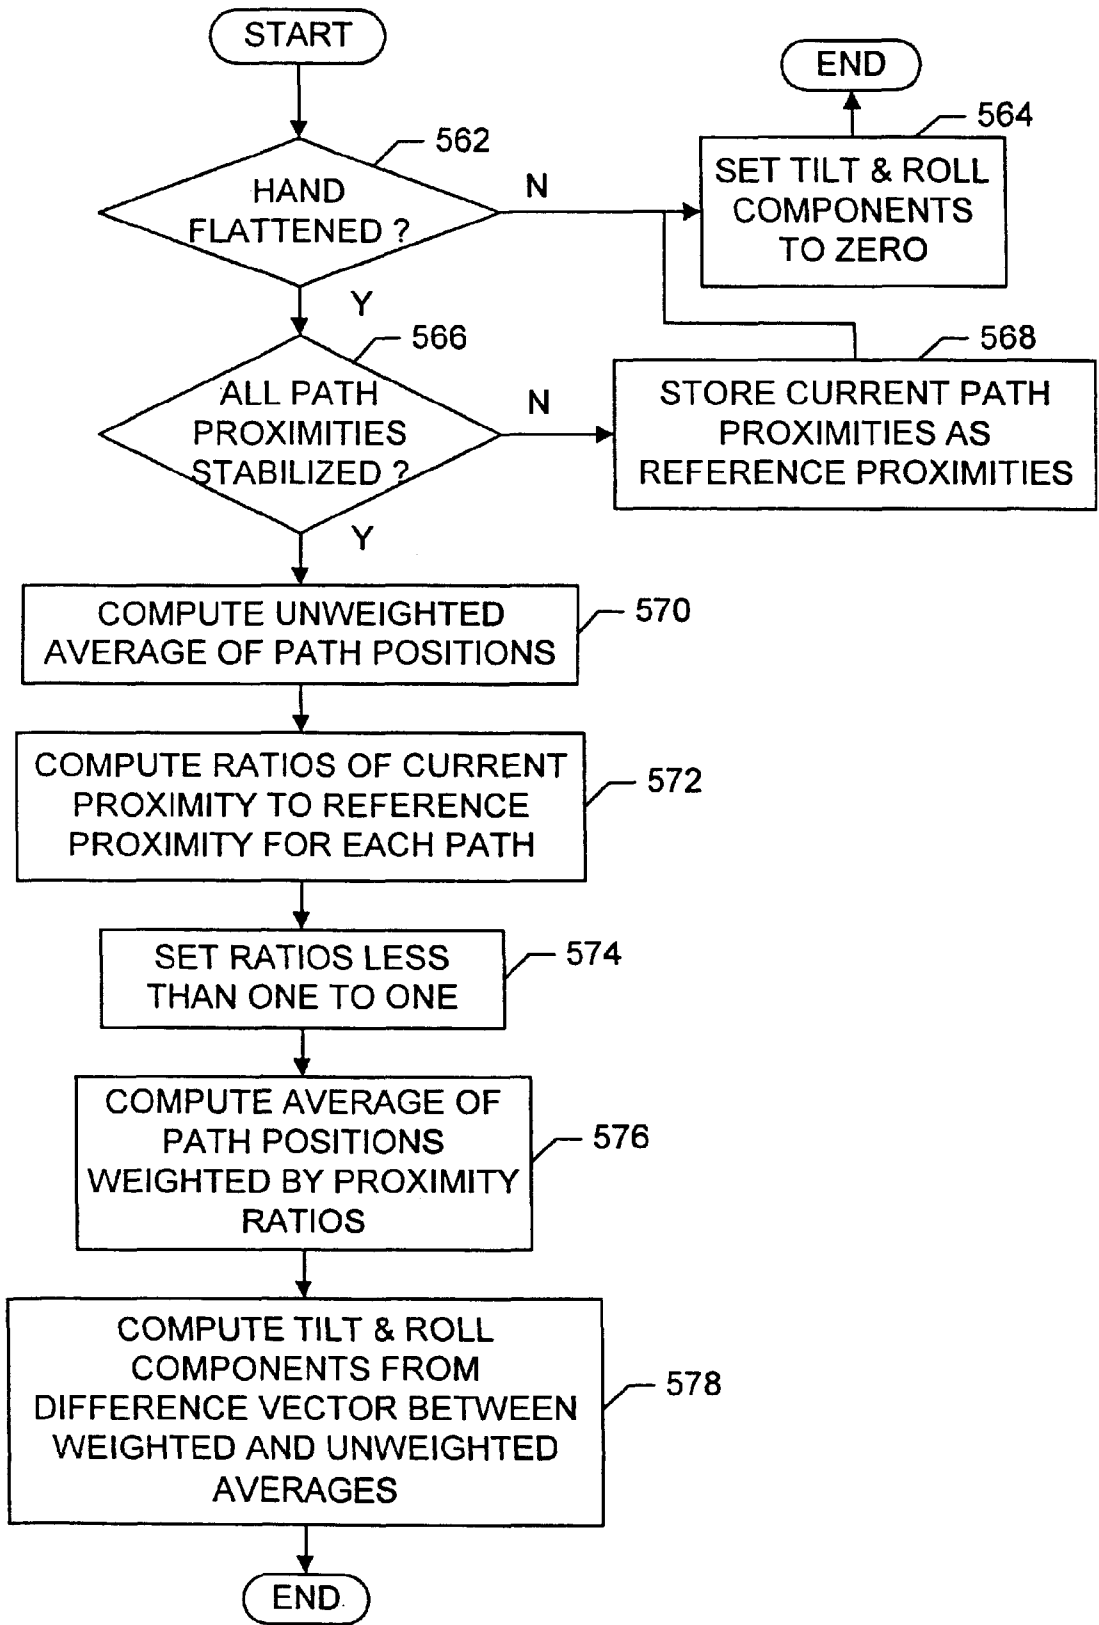 START
END
564
562
SET TILT & ROLL
COMPONENTS
TO ZERO
HAND
FLATTENED ?
N
Y
566
568
ALL PATH
PROXIMITIES
STABILIZED ?
N
STORE CURRENT PATH
PROXIMITIES AS
REFERENCE PROXIMITIES
Y
COMPUTE UNWEIGHTED
AVERAGE OF PATH POSITIONS
570
COMPUTE RATIOS OF CURRENT
PROXIMITY TO REFERENCE
PROXIMITY FOR EACH PATH
572
SET RATIOS LESS
THAN ONE TO ONE
574
COMPUTE AVERAGE OF
PATH POSITIONS
WEIGHTED BY PROXIMITY
RATIOS
576
COMPUTE TILT & ROLL
COMPONENTS FROM
DIFFERENCE VECTOR BETWEEN
WEIGHTED AND UNWEIGHTED
AVERAGES
578
END